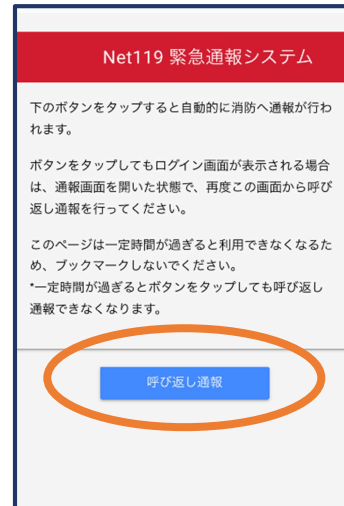 Net119 緊急通報システム
下のボタンをタップすると自動的に消防へ通報が行わ
れます。
ボタンをタップしてもログイン画面が表示される場合
は、通報画面を開いた状態で、再度この画面から呼び
返し通報を行ってください。
このページは一定時間が過ぎると利用できなくなるた
め、ブックマークしないでください。
*一定時間が過ぎるとボタンをタップしても呼び返し
通報できなくなります。
呼び返し通報